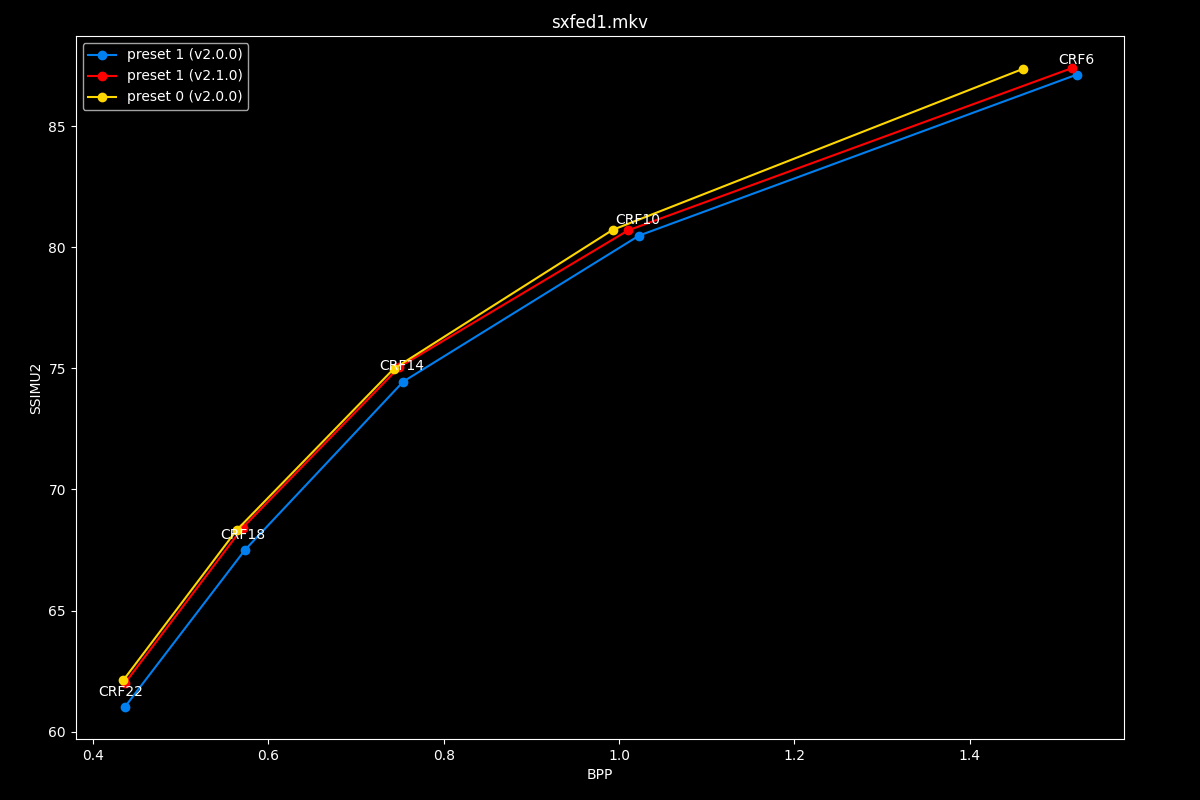 sxfed1.mkv
preset 1 (v2.0.0)
preset 1 (v2.1.0)
preset 0 (v2.0.0)
CRF6
CRF10
CRF14
CRF18
CRF22
SSIMU2
85
80
75
70
65
60
0.4 0.6 0.8 1.0 1.2 1.4
BPP